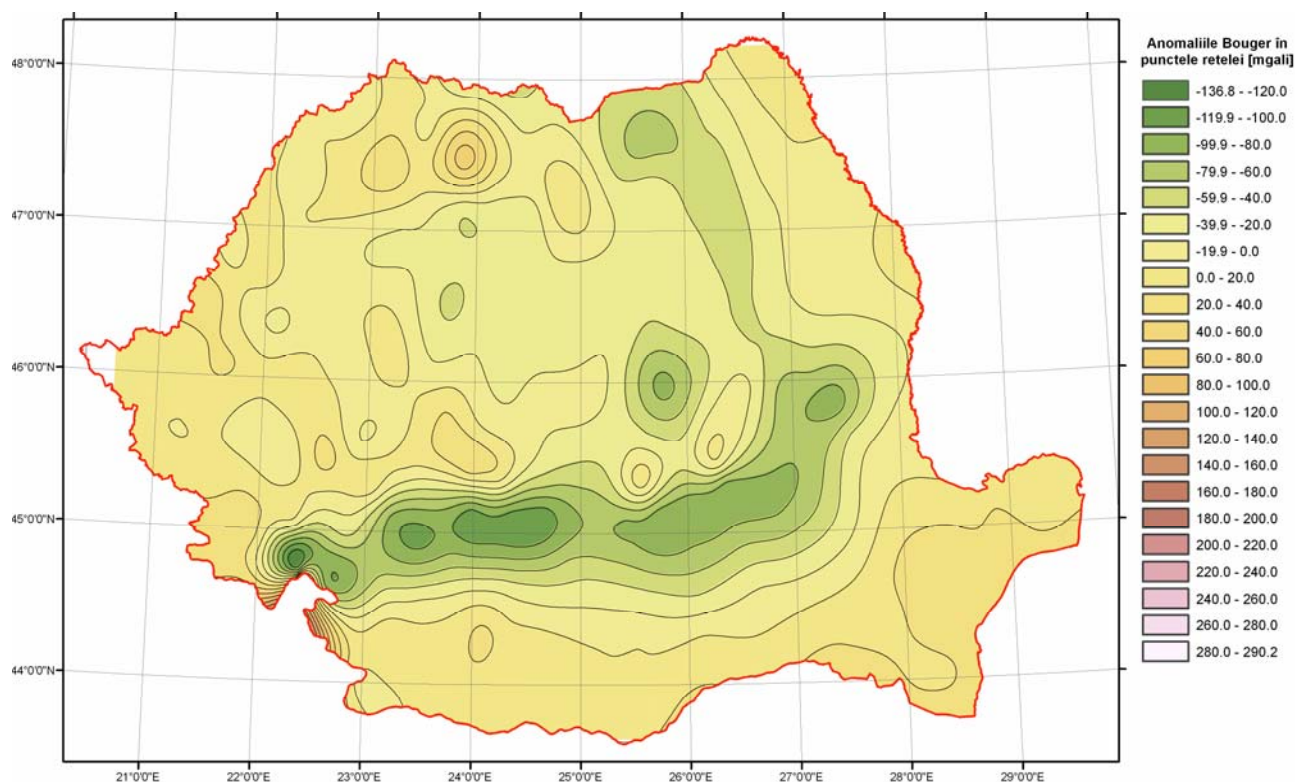 Anomaliile Bouger în
punctele retelei [mgali]
-136.8 - -120.0
-119.9 - -100.0
-99.9 - -80.0
-79.9 - -60.0
-59.9 - -40.0
-39.9 - -20.0
-19.9 - 0.0
0.0 - 20.0
20.0 - 40.0
40.0 - 60.0
60.0 - 80.0
80.0 - 100.0
100.0 - 120.0
120.0 - 140.0
140.0 - 160.0
160.0 - 180.0
180.0 - 200.0
200.0 - 220.0
220.0 - 240.0
240.0 - 260.0
260.0 - 280.0
280.0 - 290.2
48°0'0"N
47°0'0"N
46°0'0"N
45°0'0"N
44°0'0"N
21°0'0"E 22°0'0"E 23°0'0"E 24°0'0"E 25°0'0"E 26°0'0"E 27°0'0"E 28°0'0"E 29°0'0"E